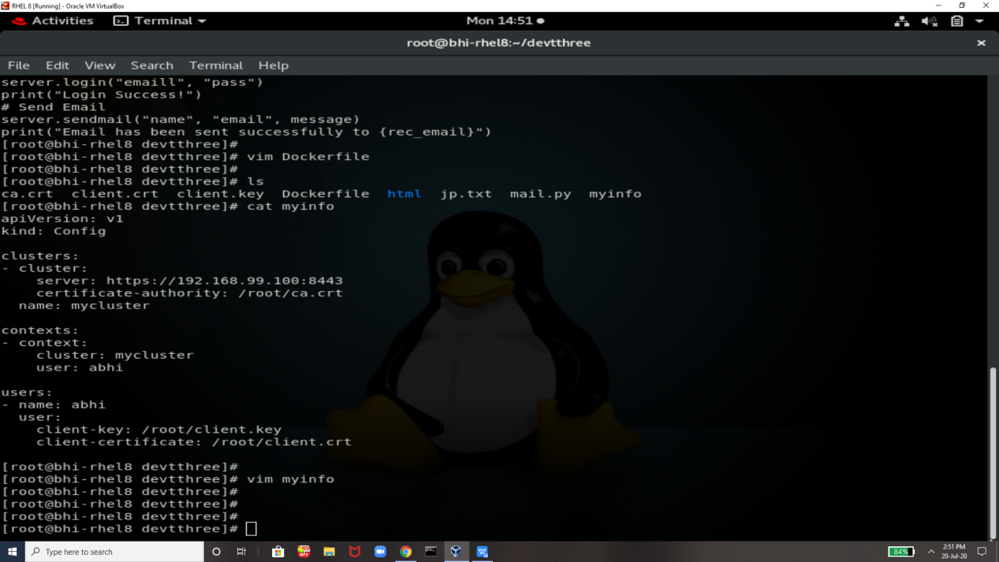 RHEL 8 [Running] - Oracle VM VirtualBox
Activities Terminal Mon 14:51
root@bhi-rhel8:~/devtthree
File Edit View Search Terminal Help
server.login("emaill", "pass")
print("Login Success!")
# Send Email
server.sendmail("name", "email", message)
print("Email has been sent successfully to {rec_email}")
[root@bhi-rhel8 devtthree]#
[root@bhi-rhel8 devtthree]# vim Dockerfile
[root@bhi-rhel8 devtthree]#
[root@bhi-rhel8 devtthree]# ls
ca.crt client.crt client.key Dockerfile html jp.txt mail.py myinfo
[root@bhi-rhel8 devtthree]# cat myinfo
apiVersion: v1
kind: Config
clusters:
- cluster:
    server: https://192.168.99.100:8443
    certificate-authority: /root/ca.crt
  name: mycluster
contexts:
- context:
    cluster: mycluster
    user: abhi
users:
- name: abhi
  user:
    client-key: /root/client.key
    client-certificate: /root/client.crt
[root@bhi-rhel8 devtthree]#
[root@bhi-rhel8 devtthree]# vim myinfo
[root@bhi-rhel8 devtthree]#
[root@bhi-rhel8 devtthree]#
[root@bhi-rhel8 devtthree]#
[root@bhi-rhel8 devtthree]#
Type here to search
84%
2:51 PM
20-Jul-20